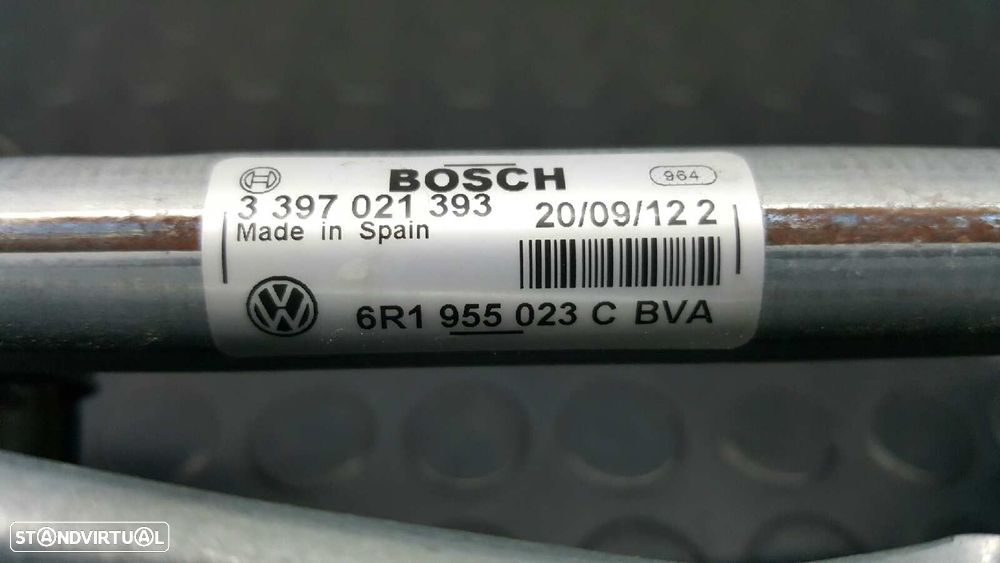 BOSCH
964
3 397 021 393
20/09/12 2
Made in Spain
6R1 955 023 C BVA
STANDVIRTUAL